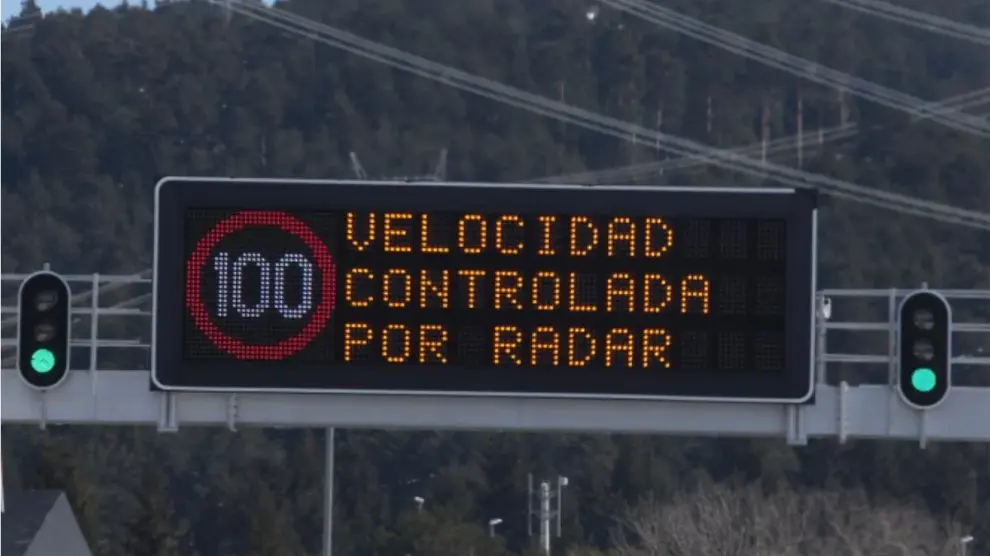 100
VELOCIDAD
CONTROLADA
POR RADAR